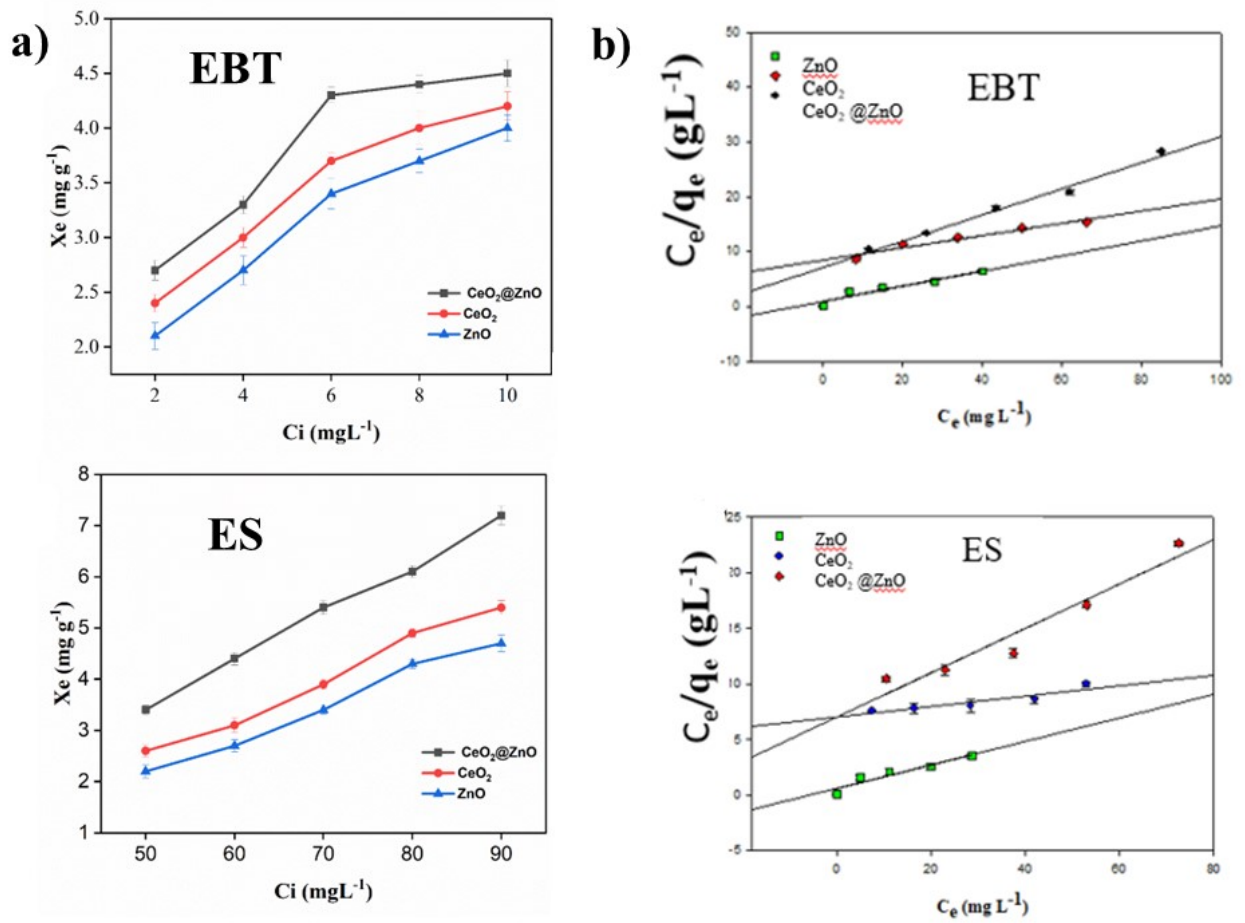 a)
EBT
5.0
4.5
4.0
3.5
3.0
2.5
2.0
Xe (mg g⁻¹)
CeO₂@ZnO
CeO₂
ZnO
2 4 6 8 10
Ci (mgL⁻¹)
b)
EBT
ZnO
CeO₂
CeO₂ @ZnO
50
40
30
20
10
0
-10
Cₑ/qₑ (gL⁻¹)
0 20 40 60 80 100
Cₑ (mg L⁻¹)
ES
8
7
6
5
4
3
2
1
Xe (mg g⁻¹)
CeO₂@ZnO
CeO₂
ZnO
50 60 70 80 90
Ci (mgL⁻¹)
ES
ZnO
CeO₂
CeO₂ @ZnO
25
20
15
10
5
0
-5
Cₑ/qₑ (gL⁻¹)
0 20 40 60 80
Cₑ (mg L⁻¹)